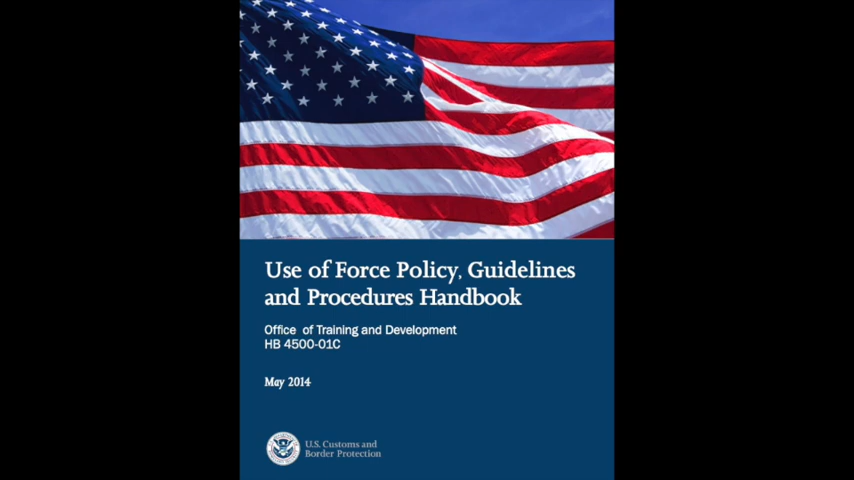 Use of Force Policy, Guidelines
and Procedures Handbook
Office of Training and Development
HB 4500-01C
May 2014
U.S. Customs and
Border Protection